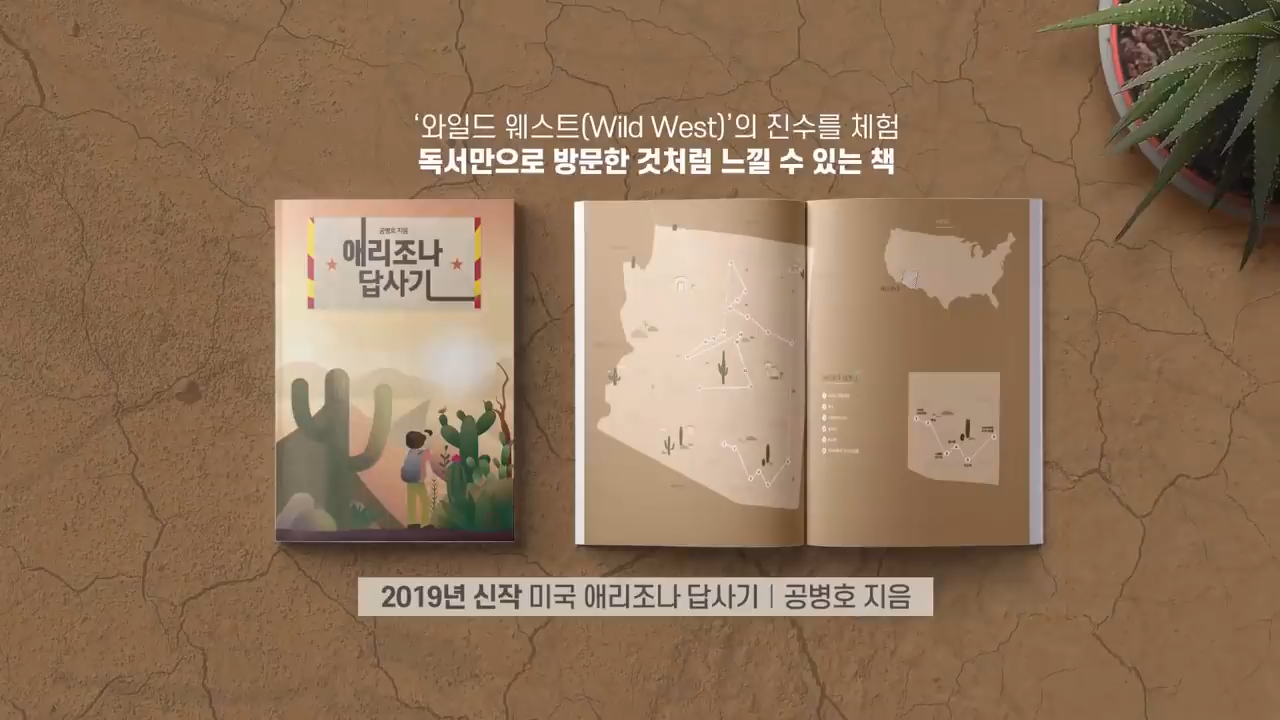 ‘와일드 웨스트(Wild West)’의 진수를 체험
독서만으로 방문한 것처럼 느낄 수 있는 책
공병호 지음
애리조나
답사기
2019년 신작 미국 애리조나 답사기 | 공병호 지음